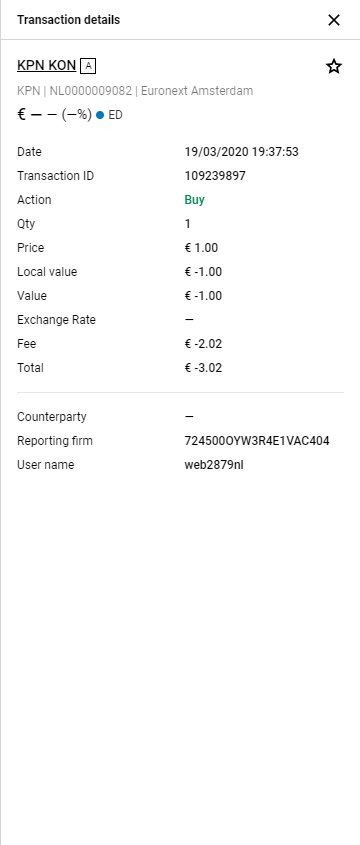 Transaction details
KPN KON A
KPN | NL0000009082 | Euronext Amsterdam
€ — — (—%) ED
Date 19/03/2020 19:37:53
Transaction ID 109239897
Action Buy
Qty 1
Price € 1.00
Local value € -1.00
Value € -1.00
Exchange Rate —
Fee € -2.02
Total € -3.02
Counterparty —
Reporting firm 724500OYW3R4E1VAC404
User name web2879nl